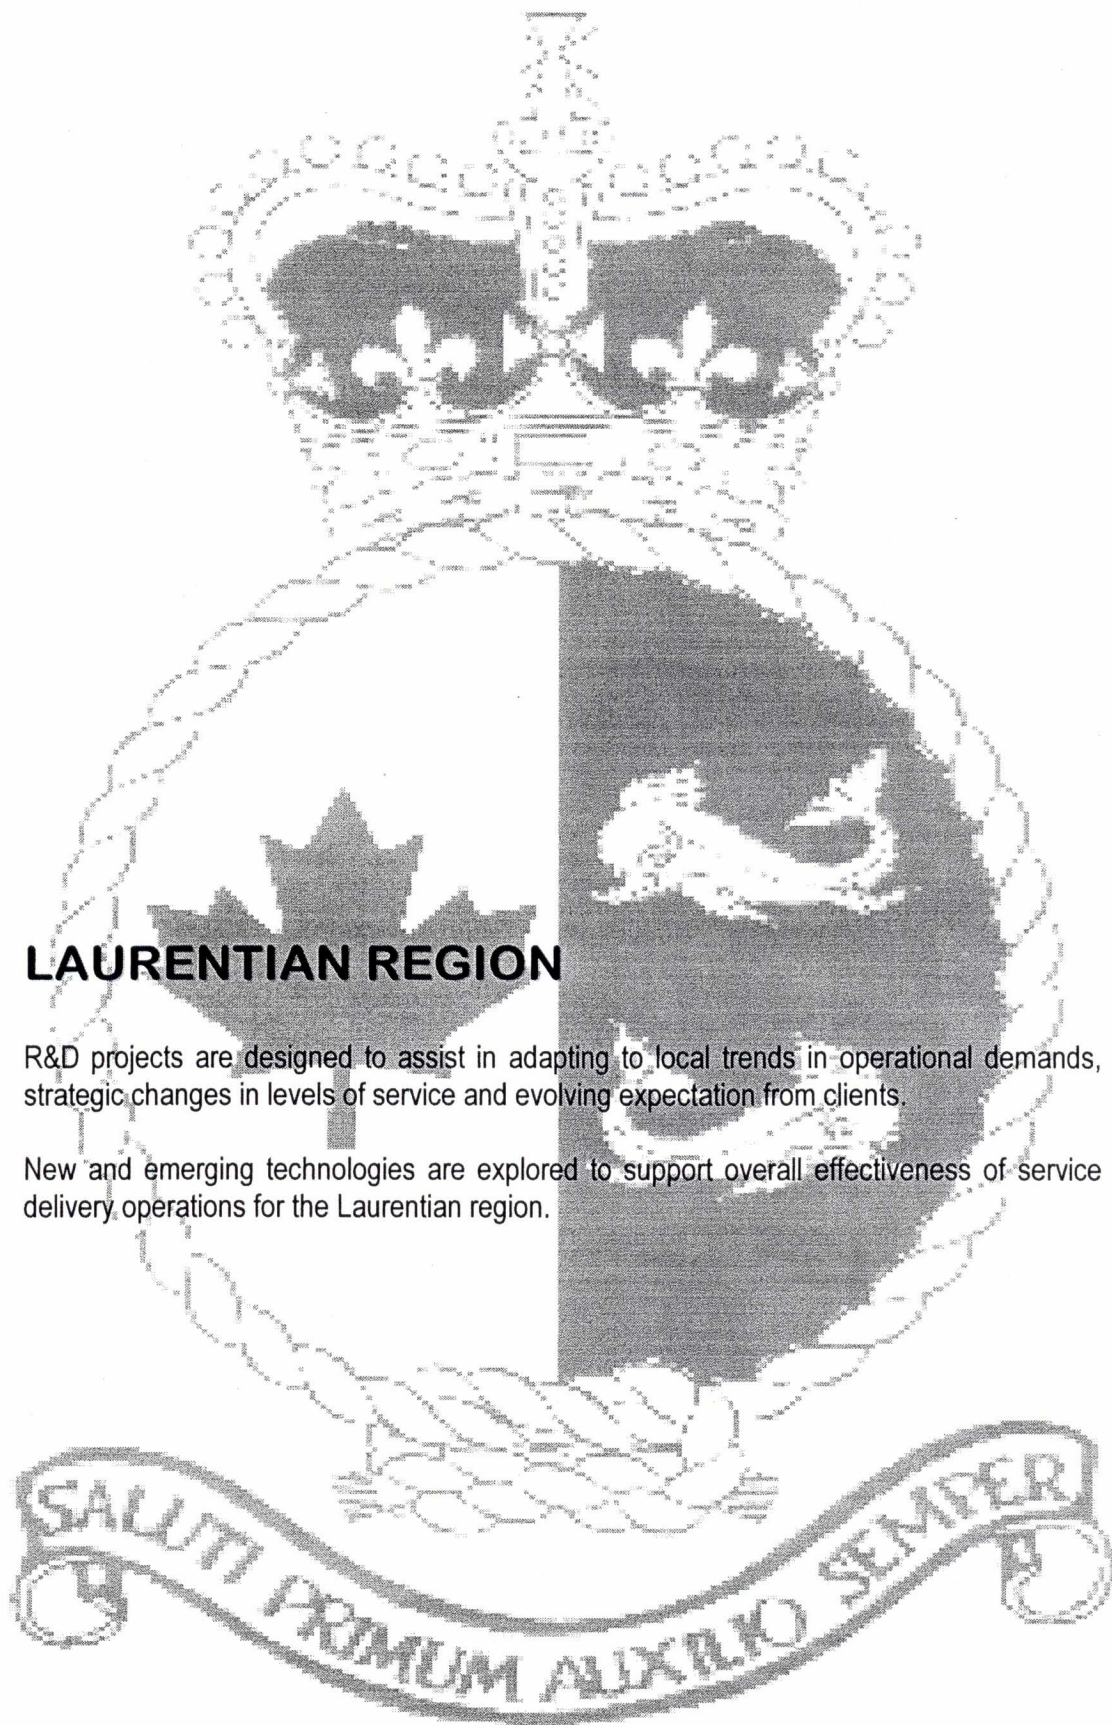 LAURENTIAN REGION
R&D projects are designed to assist in adapting to local trends in operational demands,
strategic changes in levels of service and evolving expectation from clients.
New and emerging technologies are explored to support overall effectiveness of service
delivery operations for the Laurentian region.
SALUTI PRIMUM AUXILIO SEMPER